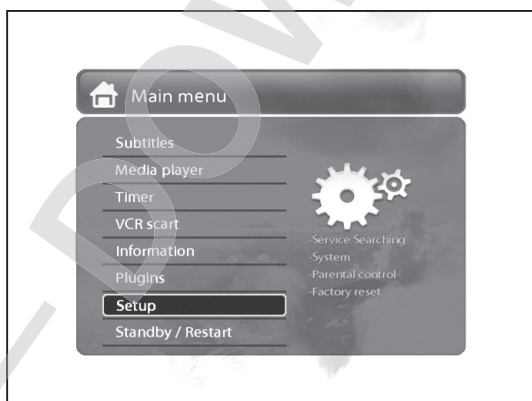 Main menu
Subtitles
Media player
Timer
VCR scart
Information
Plugins
Setup
Standby / Restart
-Service Searching
-System
-Parental control
-Factory reset